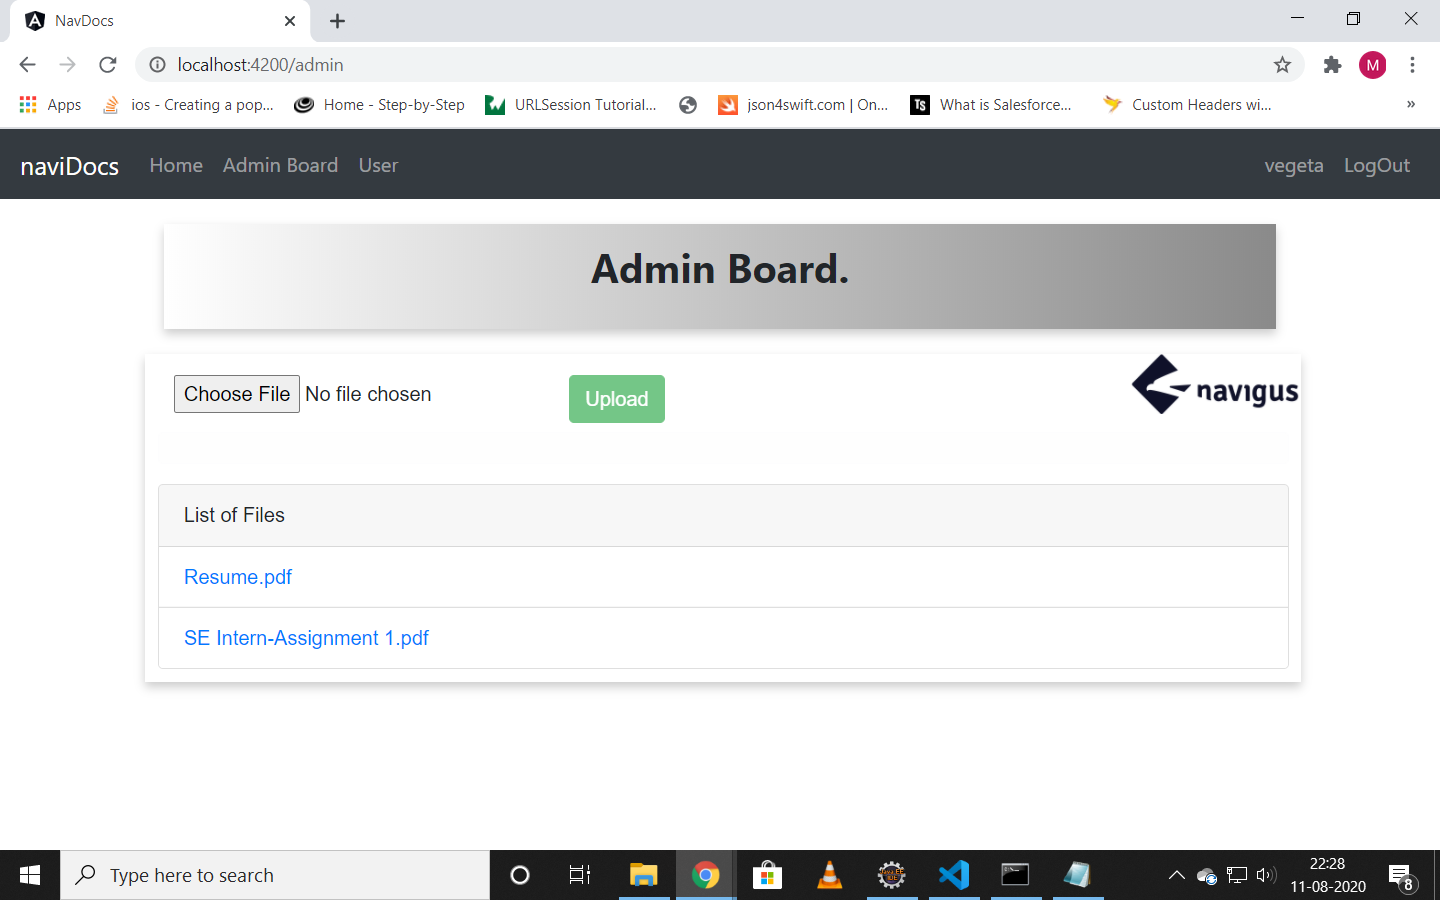 NavDocs
localhost:4200/admin
M
Apps
ios - Creating a pop...
Home - Step-by-Step
URLSession Tutorial...
json4swift.com | On...
TS
What is Salesforce...
Custom Headers wi...
»
naviDocs
Home
Admin Board
User
vegeta
LogOut
Admin Board.
Choose File No file chosen
Upload
navigus
List of Files
Resume.pdf
SE Intern-Assignment 1.pdf
Type here to search
22:28
11-08-2020
8